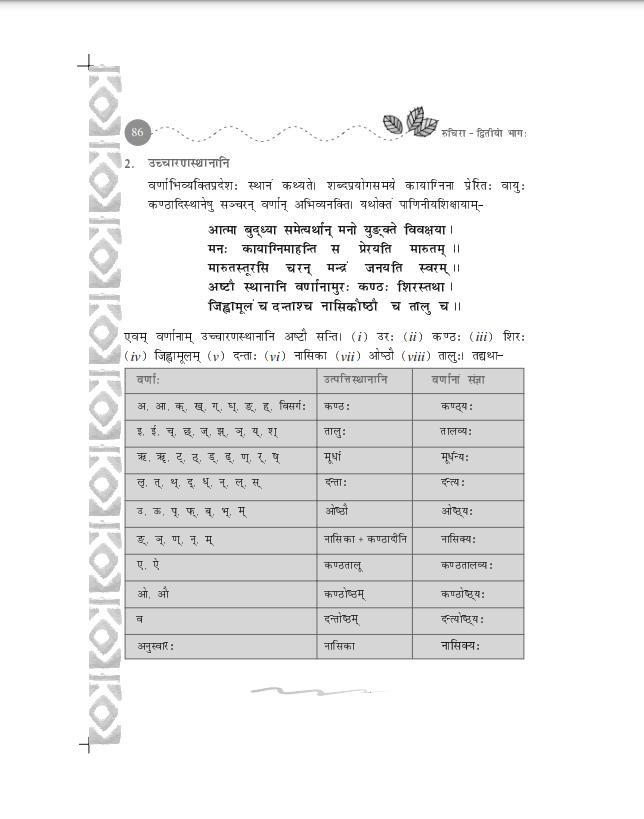 86
रुचिरा - द्वितीयो भागः
2. उच्चारणस्थानानि
वर्णाभिव्यक्तिप्रदेशः स्थानं कथ्यते। शब्दप्रयोगसमये कायाग्निना प्रेरितः वायुः
कण्ठादिस्थानेषु सञ्चरन् वर्णान् अभिव्यनक्ति। यथोक्तं पाणिनीयशिक्षायाम्–
आत्मा बुद्ध्या समेत्यर्थान् मनो युङ्क्ते विवक्षया।
मनः कायाग्निमाहन्ति स प्रेरयति मारुतम् ।।
मारुतस्तूरसि चरन् मन्द्रं जनयति स्वरम् ।।
अष्टौ स्थानानि वर्णानामुरः कण्ठः शिरस्तथा।
जिह्वामूलं च दन्ताश्च नासिकौष्ठौ च तालु च।।
एवम् वर्णानाम् उच्चारणस्थानानि अष्टौ सन्ति। (i) उरः (ii) कण्ठः (iii) शिरः
(iv) जिह्वामूलम् (v) दन्ताः (vi) नासिका (vii) ओष्ठौ (viii) तालुः। तद्यथा–
वर्णाः उत्पत्तिस्थानानि वर्णानां संज्ञा
अ, आ, क्, ख्, ग्, घ्, ङ्, ह्, विसर्गः कण्ठः कण्ठ्यः
इ, ई, च्, छ्, ज्, झ्, ञ्, य्, श् तालुः तालव्यः
ऋ, ॠ, ट्, ठ्, ड्, ढ्, ण्, र्, ष् मूर्धा मूर्धन्यः
लृ, त्, थ्, द्, ध्, न्, ल्, स् दन्ताः दन्त्यः
उ, ऊ, प्, फ्, ब्, भ्, म् ओष्ठौ ओष्ठ्यः
ङ्, ञ्, ण्, न्, म् नासिका + कण्ठादीनि नासिक्यः
ए, ऐ कण्ठतालू कण्ठतालव्यः
ओ, औ कण्ठोष्ठम् कण्ठोष्ठ्यः
व दन्तोष्ठम् दन्त्योष्ठ्यः
अनुस्वारः नासिका नासिक्यः